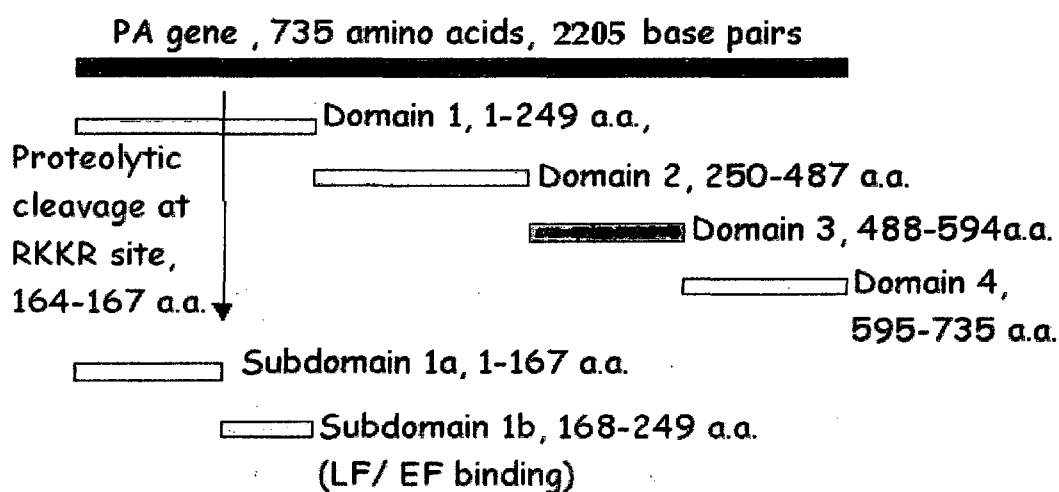 PA gene , 735 amino acids, 2205 base pairs
Domain 1, 1-249 a.a.,
Proteolytic
cleavage at
RKKR site,
164-167 a.a.
Domain 2, 250-487 a.a.
Domain 3, 488-594a.a.
Domain 4,
595-735 a.a.
Subdomain 1a, 1-167 a.a.
Subdomain 1b, 168-249 a.a.
(LF/ EF binding)